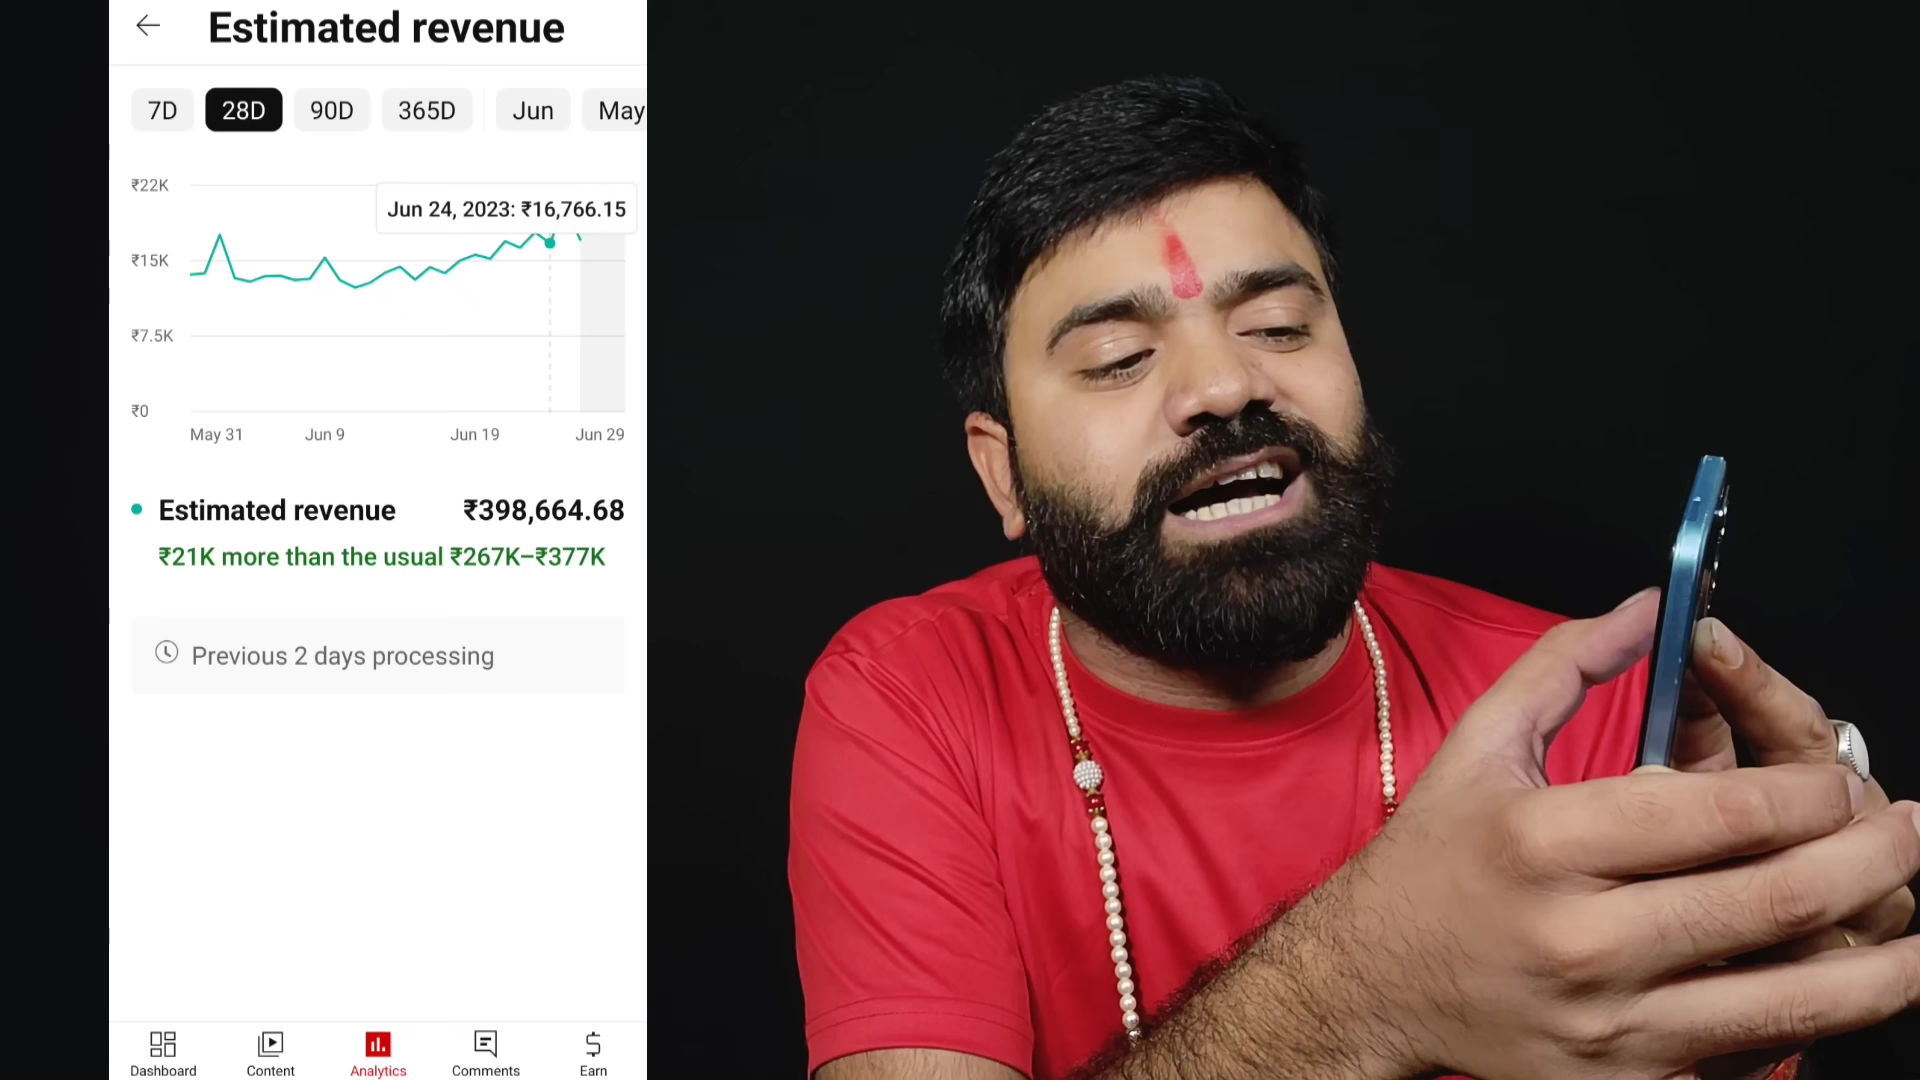 Estimated revenue
7D 28D 90D 365D Jun May
₹22K
Jun 24, 2023: ₹16,766.15
₹15K
₹7.5K
₹0
May 31 Jun 9 Jun 19 Jun 29
Estimated revenue ₹398,664.68
₹21K more than the usual ₹267K–₹377K
Previous 2 days processing
Dashboard Content Analytics Comments Earn